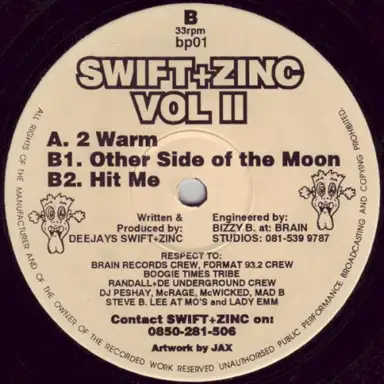 B
33rpm
bp01
SWIFT+ZINC
VOL II
A. 2 Warm
B1. Other Side of the Moon
B2. Hit Me
Written &
Produced by:
DEEJAYS SWIFT+ZINC
Engineered by:
BIZZY B. at: BRAIN
STUDIOS: 081-539 9787
RESPECT TO:
BRAIN RECORDS CREW, FORMAT 93.2 CREW
BOOGIE TIMES TRIBE
RANDALL+DE UNDERGROUND CREW
DJ PESHAY, McRAGE, McWICKED, MAD B
STEVE B. LEE AT MO'S and LADY EMM
Contact SWIFT+ZINC on:
0850-281-506
Artwork by JAX
ALL RIGHTS OF THE MANUFACTURER AND OF THE OWNER OF THE RECORDED WORK RESERVED UNAUTHORISED PUBLIC PERFORMANCE BROADCASTING AND COPYING PROHIBITED.